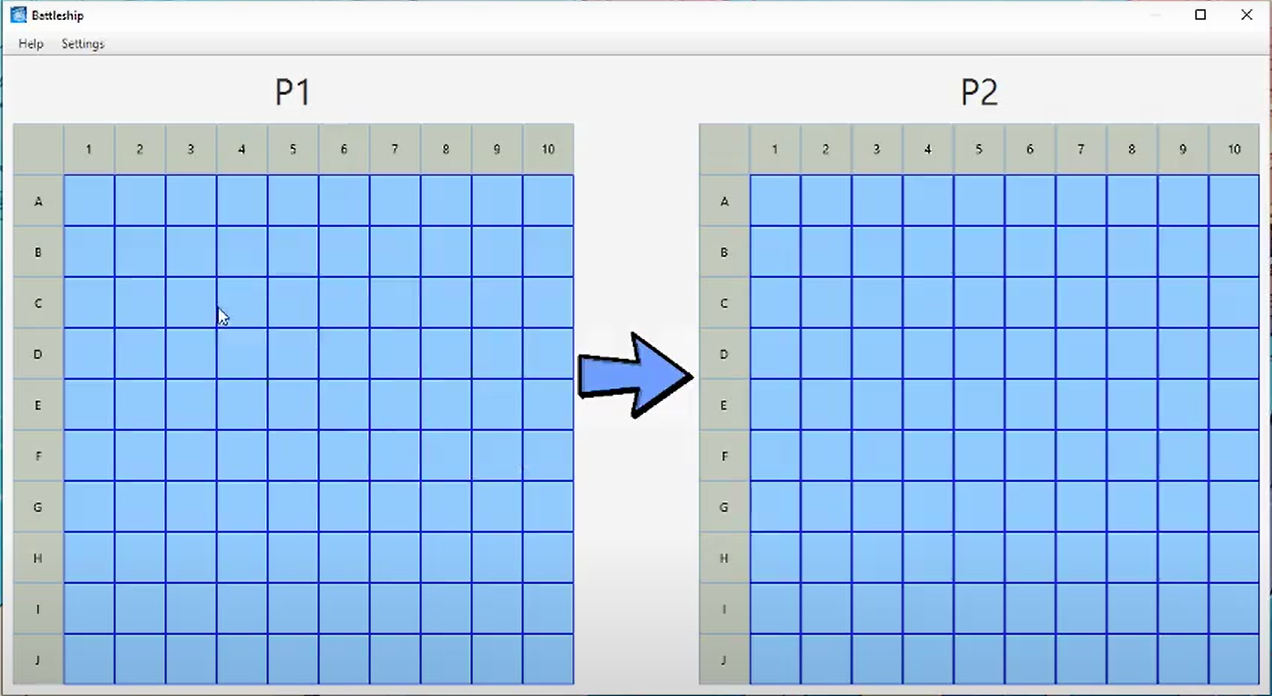 Battleship
Help Settings
P1 P2
1 2 3 4 5 6 7 8 9 10 1 2 3 4 5 6 7 8 9 10
A A
B B
C C
D D
E E
F F
G G
H H
I I
J J